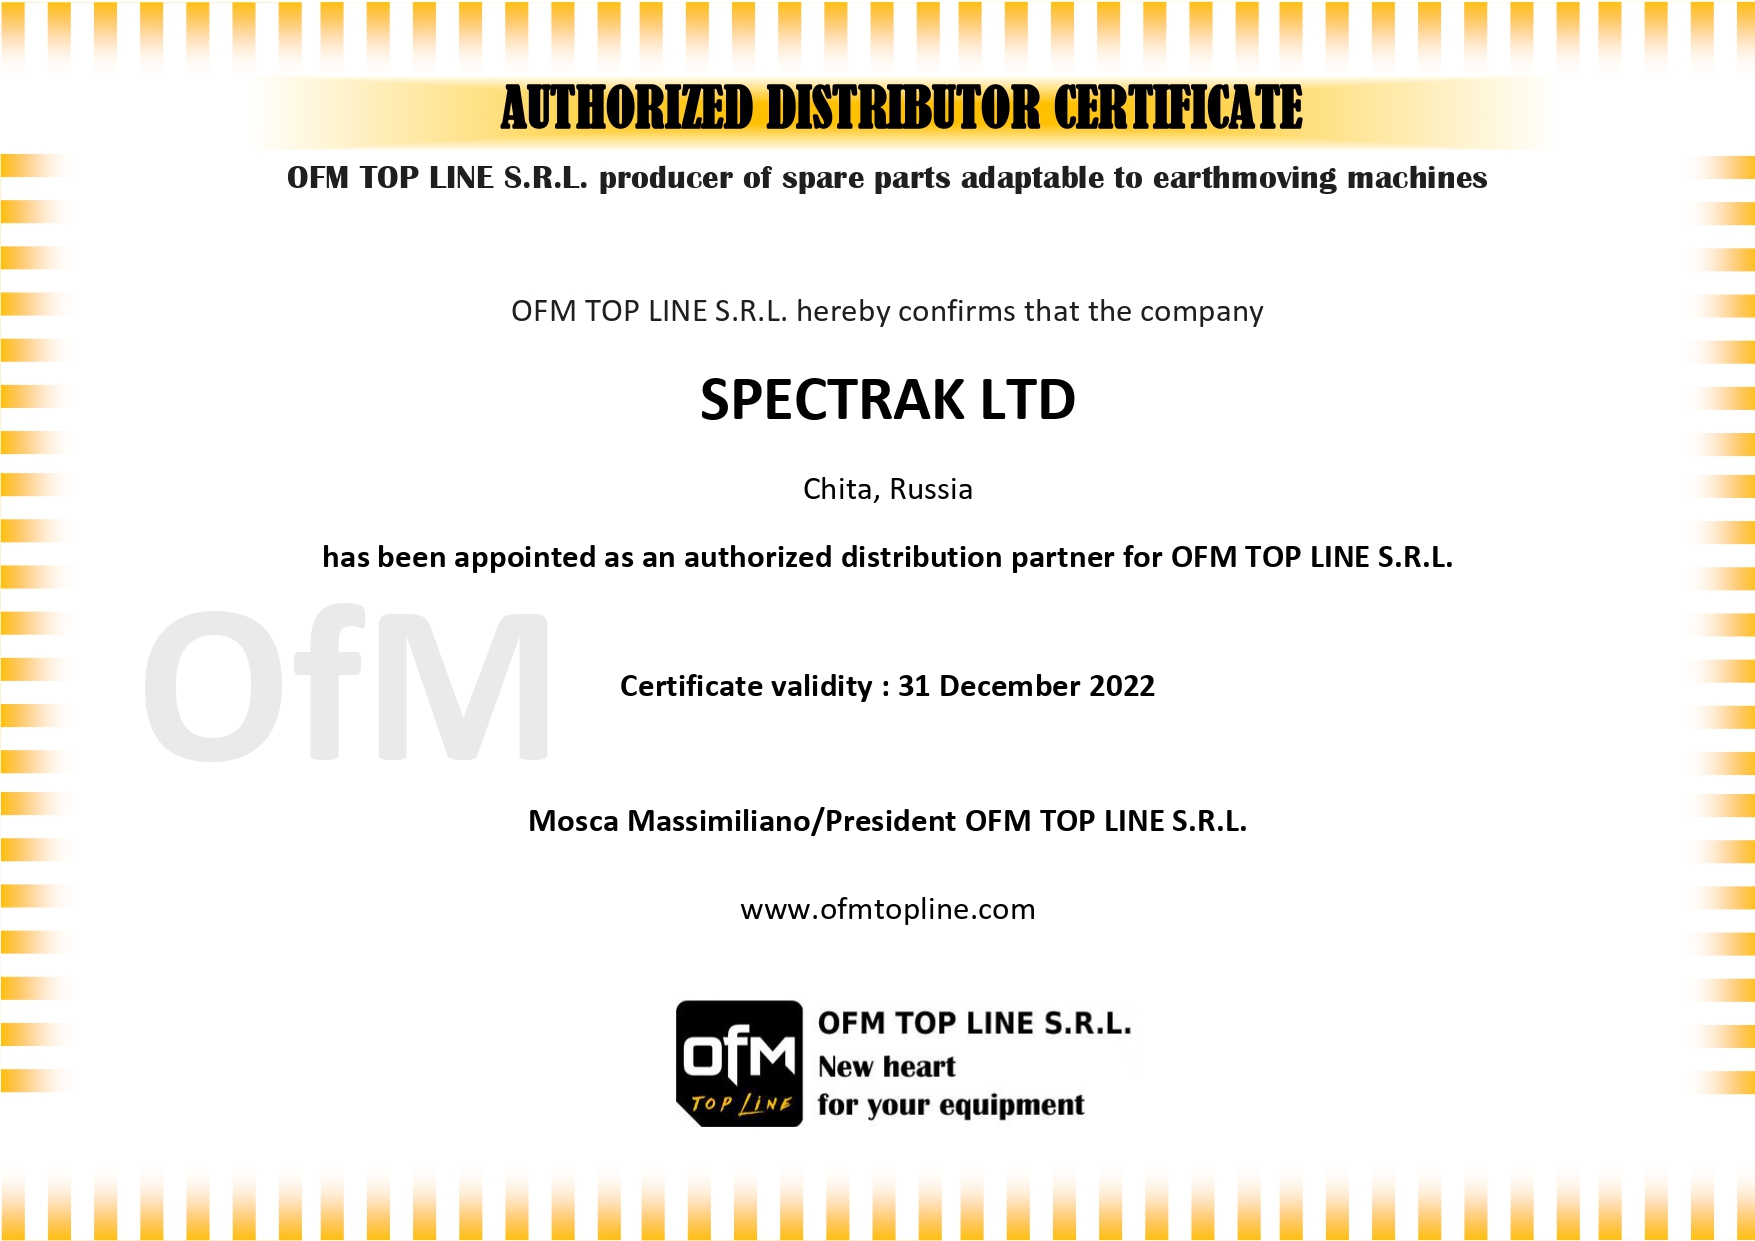 AUTHORIZED DISTRIBUTOR CERTIFICATE
OFM TOP LINE S.R.L. producer of spare parts adaptable to earthmoving machines
OFM TOP LINE S.R.L. hereby confirms that the company
SPECTRAK LTD
Chita, Russia
has been appointed as an authorized distribution partner for OFM TOP LINE S.R.L.
OfM
Certificate validity : 31 December 2022
Mosca Massimiliano/President OFM TOP LINE S.R.L.
www.ofmtopline.com
OfM
TOP LiNE
OFM TOP LINE S.R.L.
New heart
for your equipment